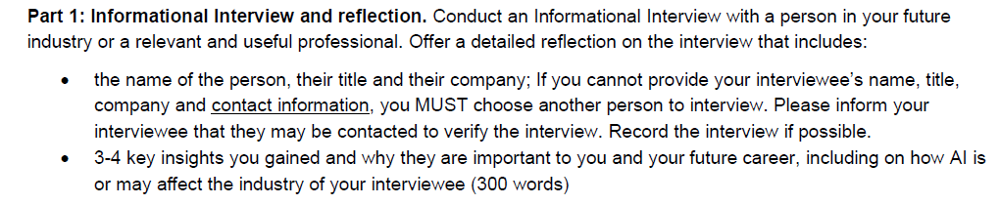 Part 1: Informational Interview and reflection. Conduct an Informational Interview with a person in your future
industry or a relevant and useful professional. Offer a detailed reflection on the interview that includes:
• the name of the person, their title and their company; If you cannot provide your interviewee's name, title,
company and contact information, you MUST choose another person to interview. Please inform your
interviewee that they may be contacted to verify the interview. Record the interview if possible.
• 3-4 key insights you gained and why they are important to you and your future career, including on how AI is
or may affect the industry of your interviewee (300 words)